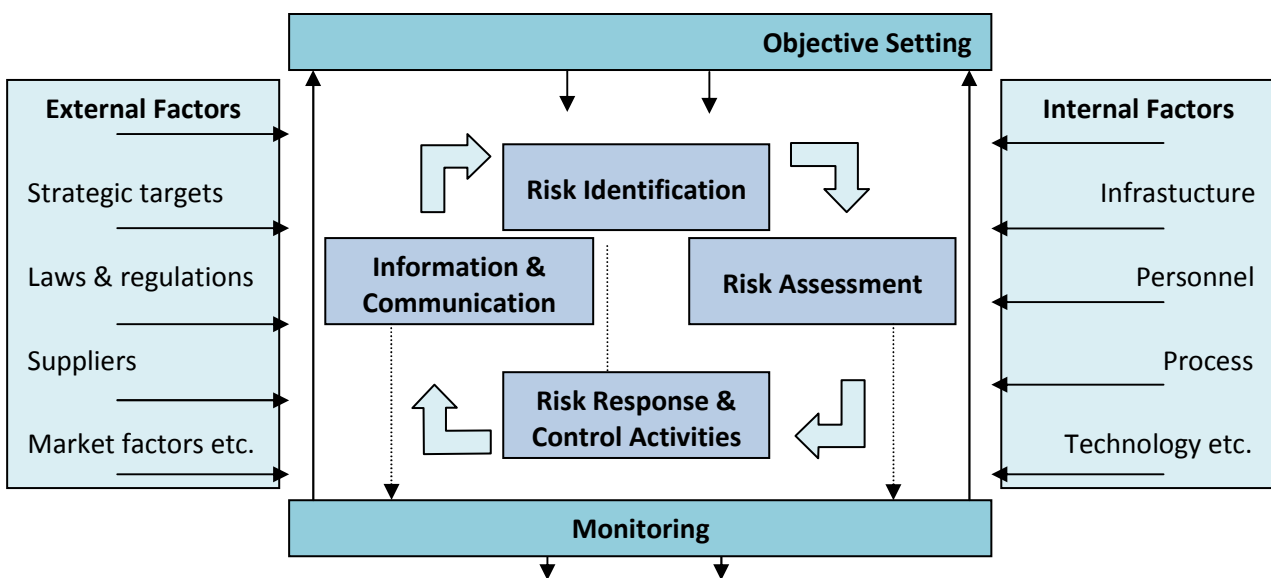 Objective Setting
External Factors
Strategic targets
Laws & regulations
Suppliers
Market factors etc.
Risk Identification
Information &
Communication
Risk Assessment
Risk Response &
Control Activities
Internal Factors
Infrastucture
Personnel
Process
Technology etc.
Monitoring